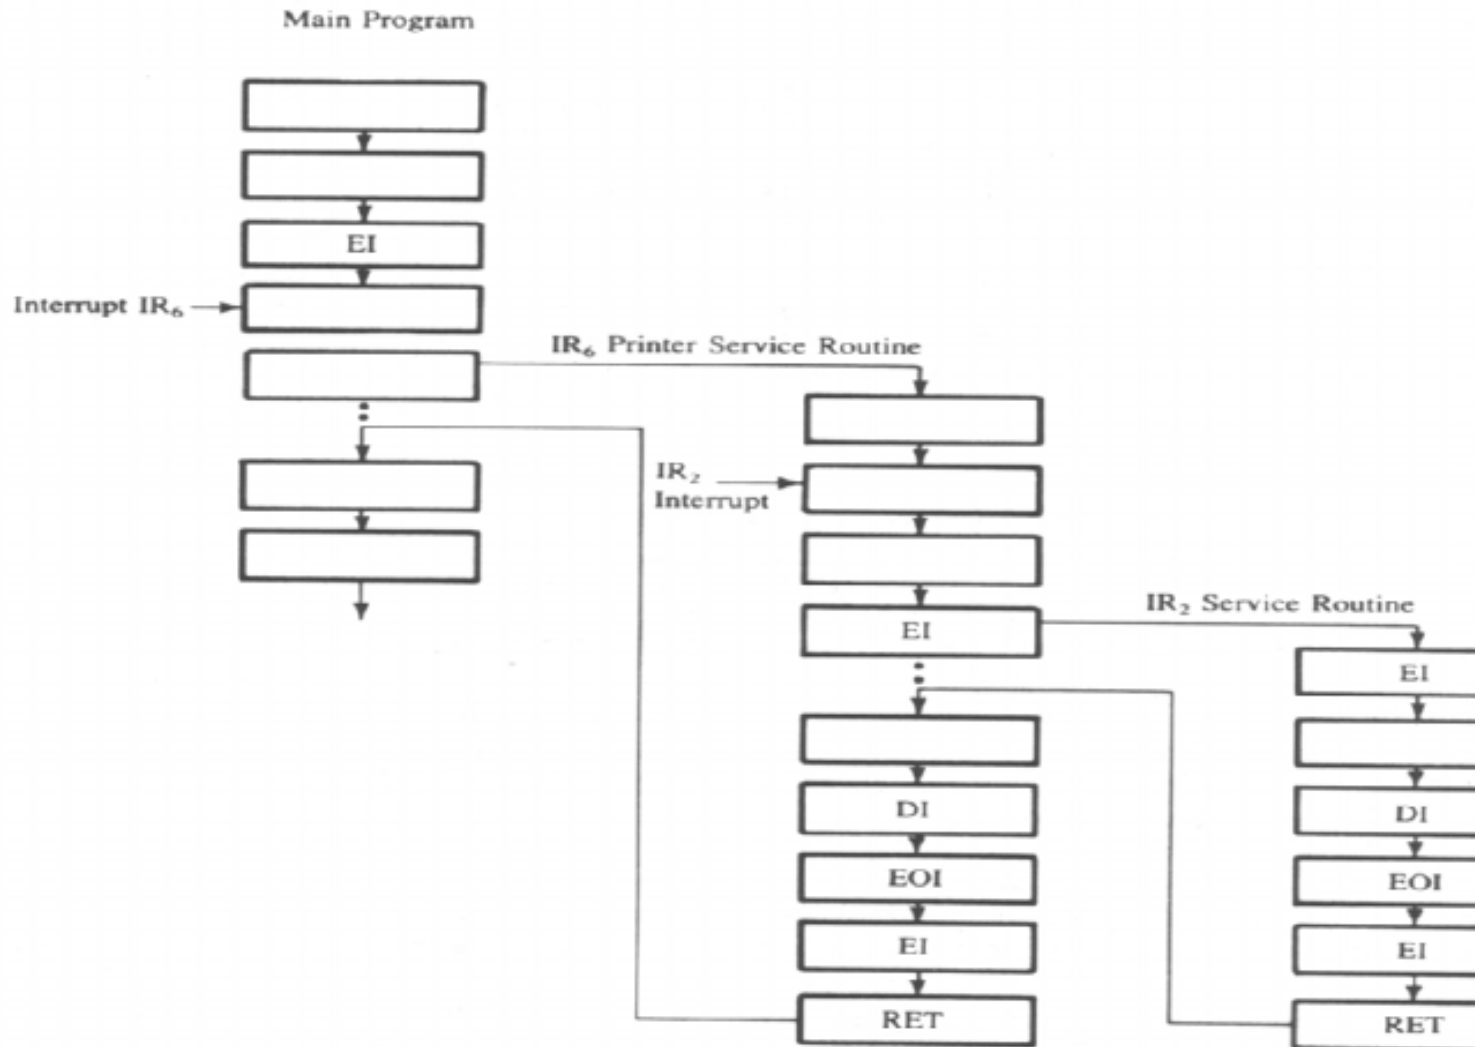 Main Program
EI
Interrupt IR₆
IR₆ Printer Service Routine
IR₂
Interrupt
EI
IR₂ Service Routine
EI
DI
DI
EOI
EOI
EI
EI
RET
RET